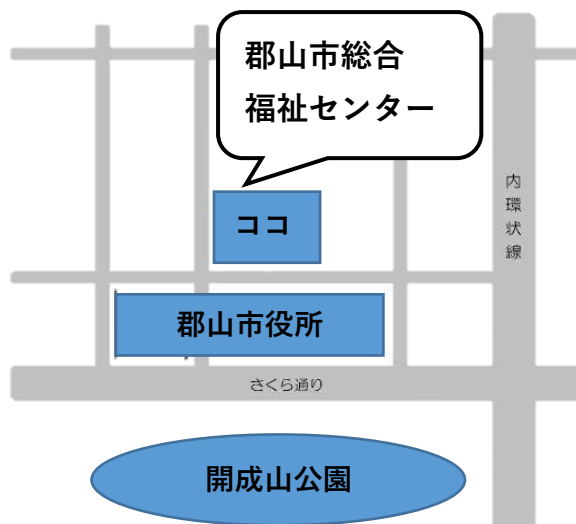 郡山市総合
福祉センター
ココ
内環状線
郡山市役所
さくら通り
開成山公園